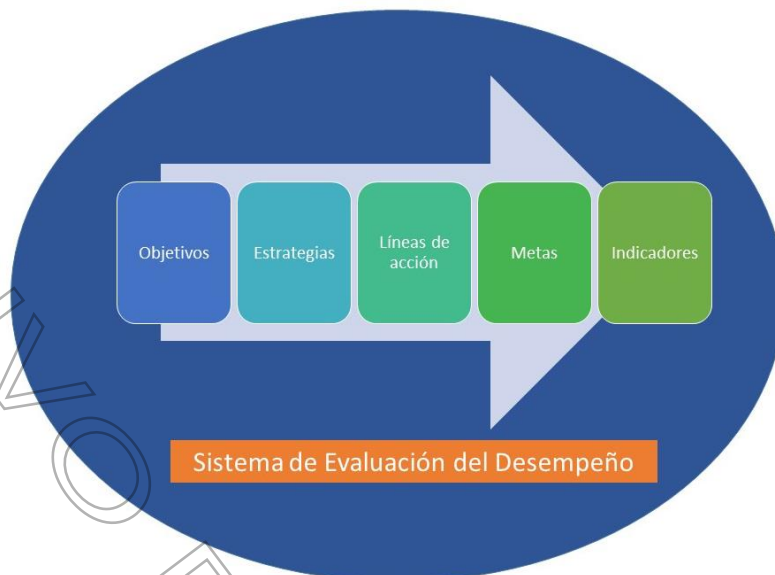 Objetivos
Estrategias
Líneas de
acción
Metas
Indicadores
Sistema de Evaluación del Desempeño